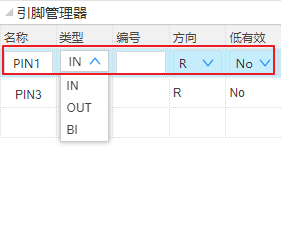 引脚管理器
名称 类型 编号 方向 低有效
PIN1 IN R No
IN
PIN3 R No
OUT
BI